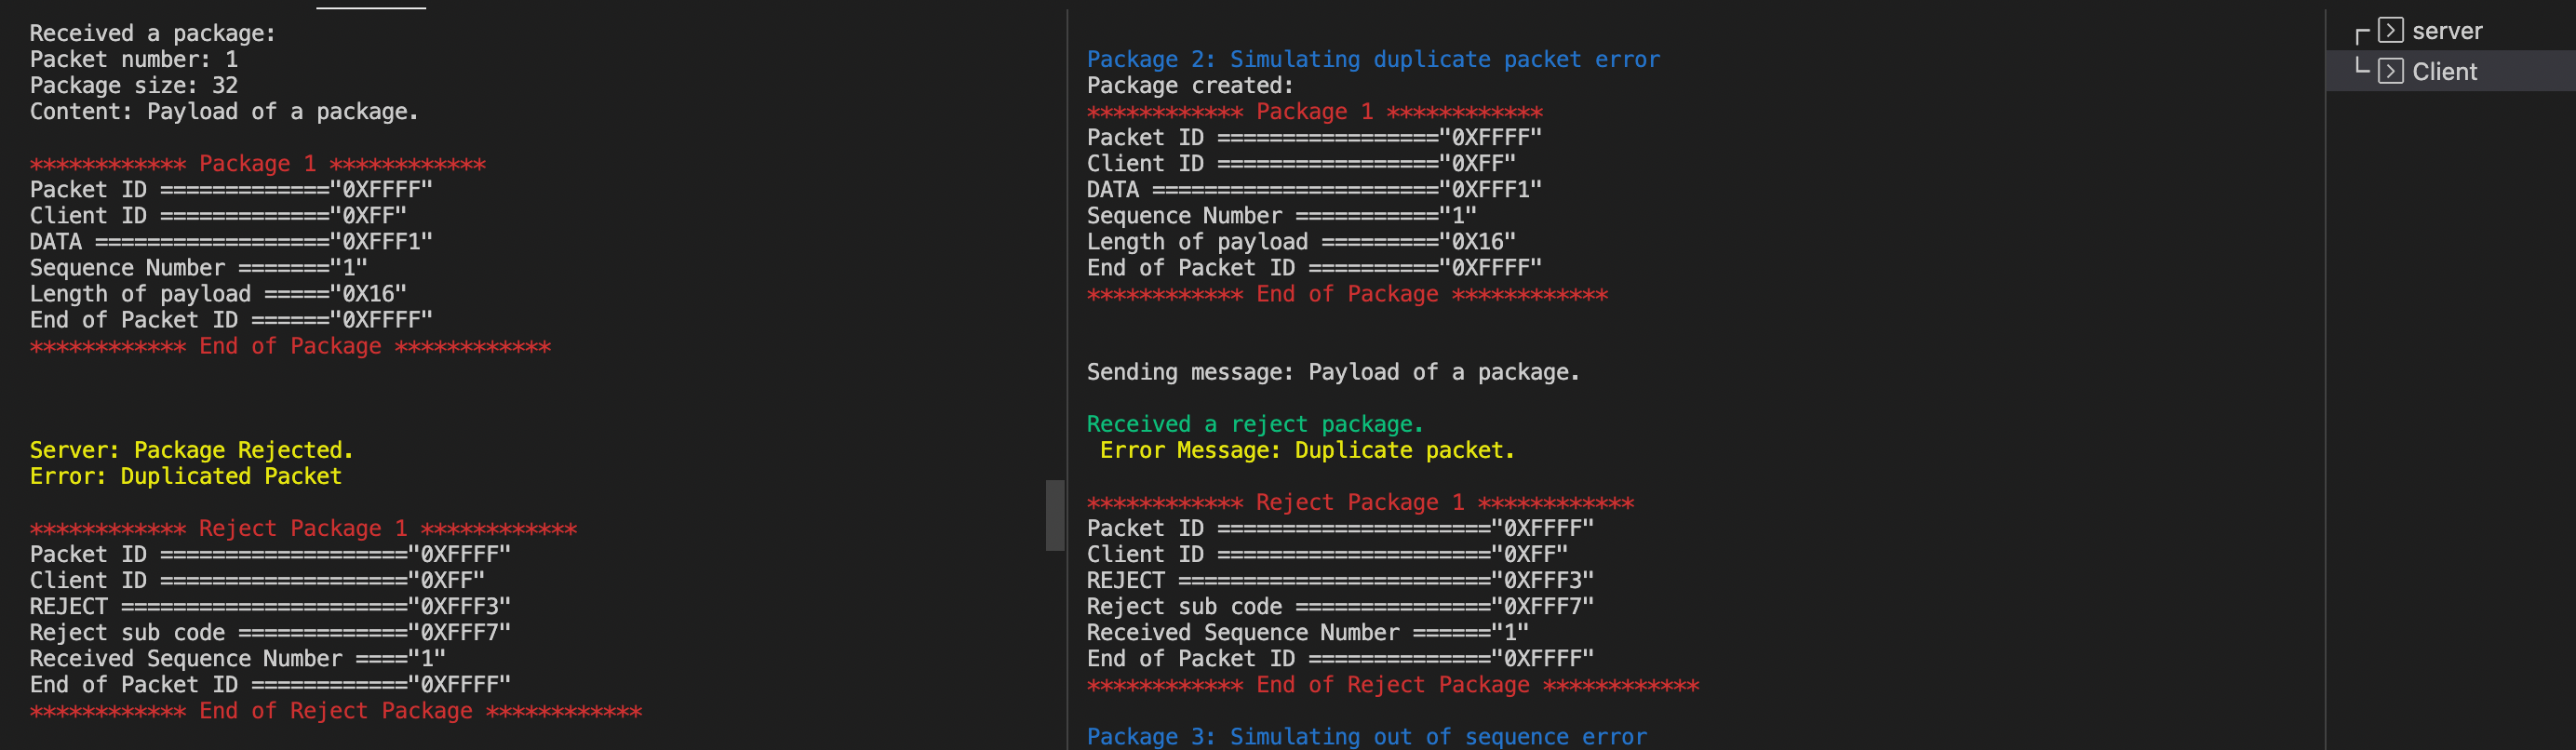 Received a package:
Packet number: 1
Package size: 32
Content: Payload of a package.
************ Package 1 ************
Packet ID ============="0XFFFF"
Client ID ============="0XFF"
DATA =================="0XFFF1"
Sequence Number ======="1"
Length of payload ====="0X16"
End of Packet ID ======"0XFFFF"
************ End of Package ************
Server: Package Rejected.
Error: Duplicated Packet
************ Reject Package 1 ************
Packet ID ==================="0XFFFF"
Client ID ==================="0XFF"
REJECT ======================"0XFFF3"
Reject sub code ============="0XFFF7"
Received Sequence Number ===="1"
End of Packet ID ============"0XFFFF"
************ End of Reject Package ************
Package 2: Simulating duplicate packet error
Package created:
************ Package 1 ************
Packet ID ================="0XFFFF"
Client ID ================="0XFF"
DATA ======================"0XFFF1"
Sequence Number ==========="1"
Length of payload ========="0X16"
End of Packet ID =========="0XFFFF"
************ End of Package ************
Sending message: Payload of a package.
Received a reject package.
Error Message: Duplicate packet.
************ Reject Package 1 ************
Packet ID ====================="0XFFFF"
Client ID ====================="0XFF"
REJECT ========================"0XFFF3"
Reject sub code ==============="0XFFF7"
Received Sequence Number ======"1"
End of Packet ID =============="0XFFFF"
************ End of Reject Package ************
Package 3: Simulating out of sequence error
server
Client